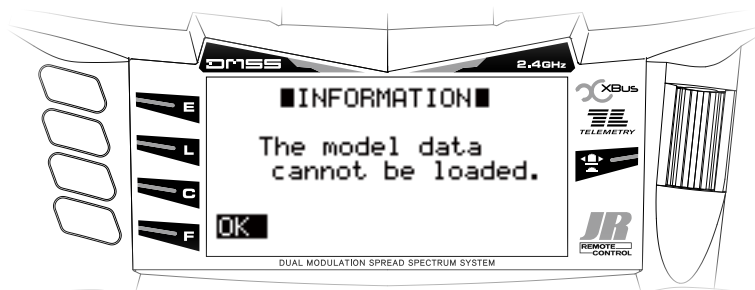 DMSS
2.4GHz
■INFORMATION■
The model data
cannot be loaded.
OK
E
L
C
F
XBus
TELEMETRY
JR
REMOTE
CONTROL
DUAL MODULATION SPREAD SPECTRUM SYSTEM